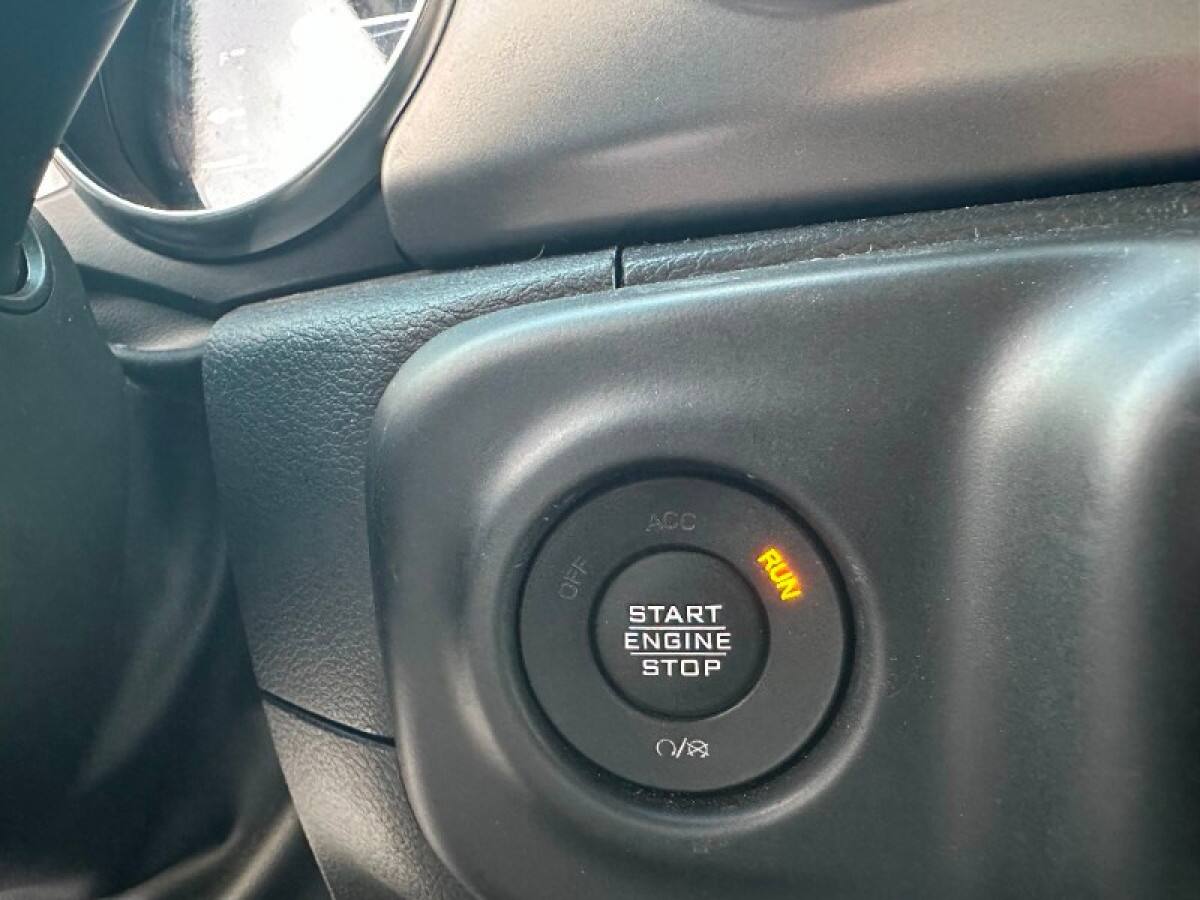 ACC
OFF
RUN
START
ENGINE
STOP